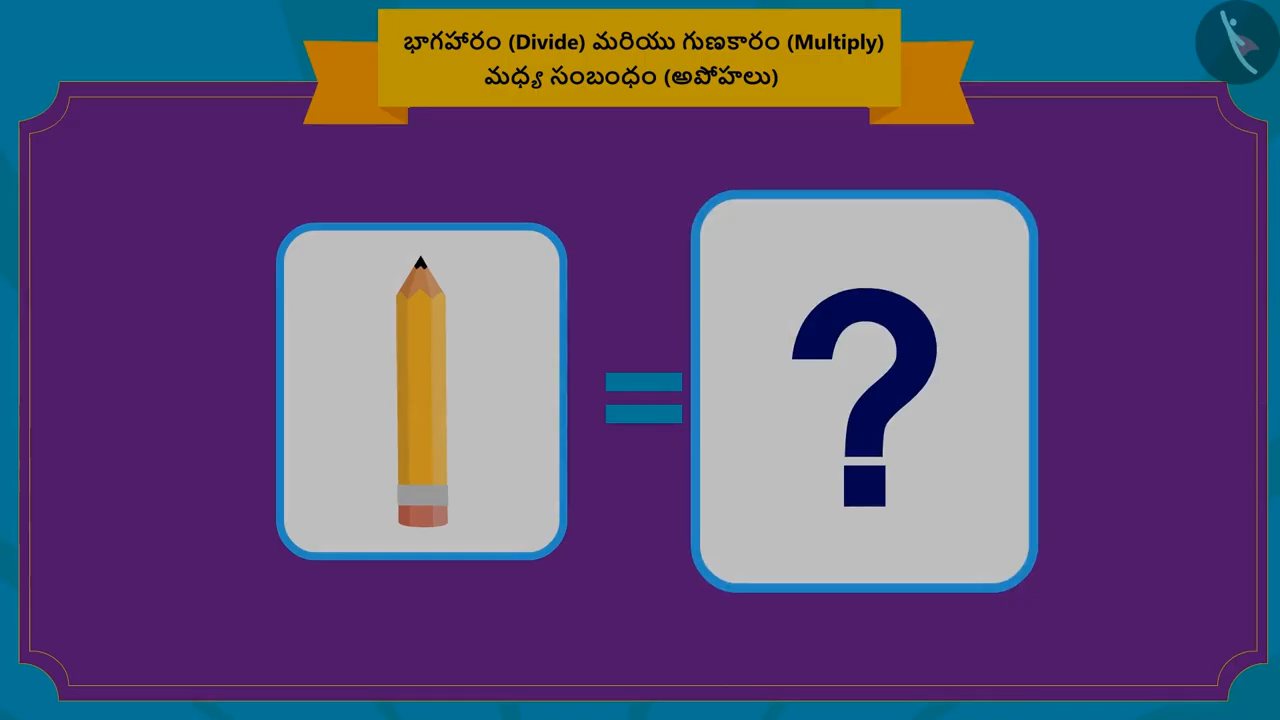 భాగహారం (Divide) మరియు గుణకారం (Multiply)
మధ్య సంబంధం (అపోహలు)
=
?